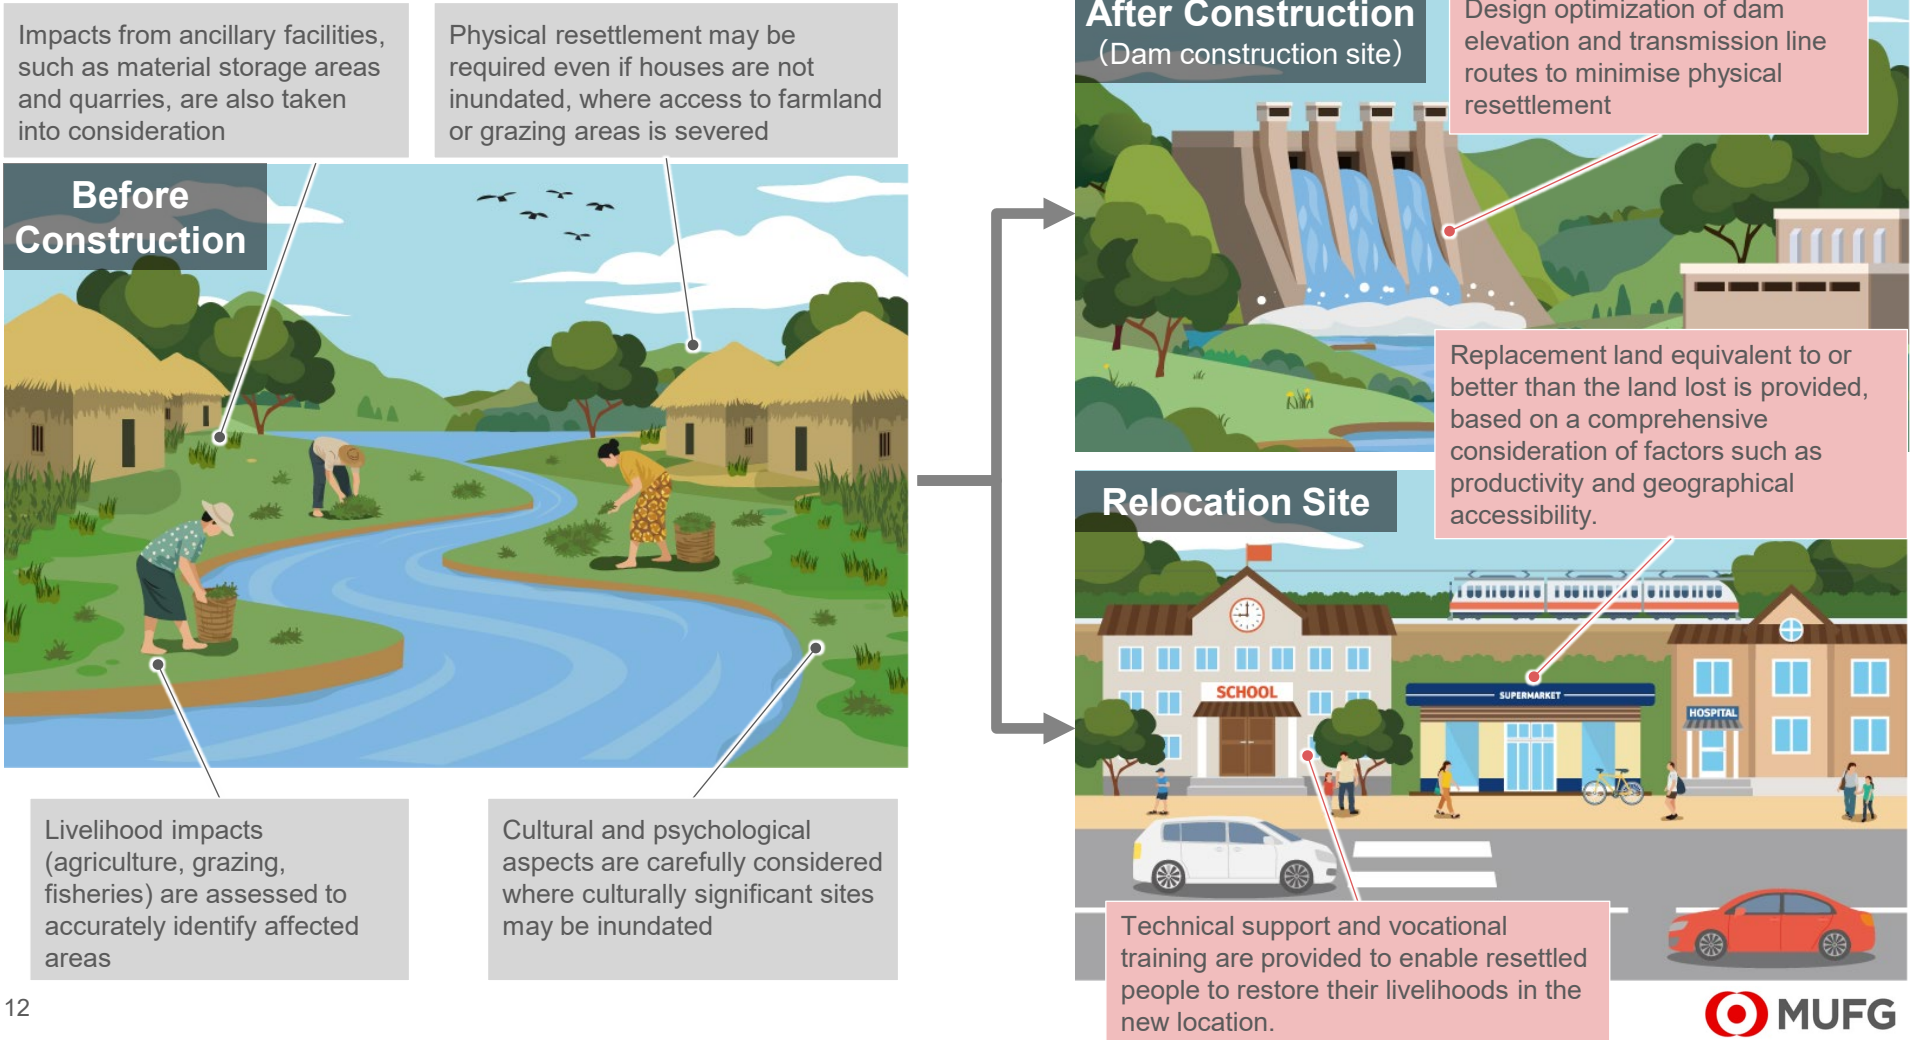 Impacts from ancillary facilities,
such as material storage areas
and quarries, are also taken
into consideration
Physical resettlement may be
required even if houses are not
inundated, where access to farmland
or grazing areas is severed
Before
Construction
Livelihood impacts
(agriculture, grazing,
fisheries) are assessed to
accurately identify affected
areas
Cultural and psychological
aspects are carefully considered
where culturally significant sites
may be inundated
After Construction
（Dam construction site）
Design optimization of dam
elevation and transmission line
routes to minimise physical
resettlement
Replacement land equivalent to or
better than the land lost is provided,
based on a comprehensive
consideration of factors such as
productivity and geographical
accessibility.
Relocation Site
SCHOOL
SUPERMARKET
HOSPITAL
Technical support and vocational
training are provided to enable resettled
people to restore their livelihoods in the
new location.
12
MUFG